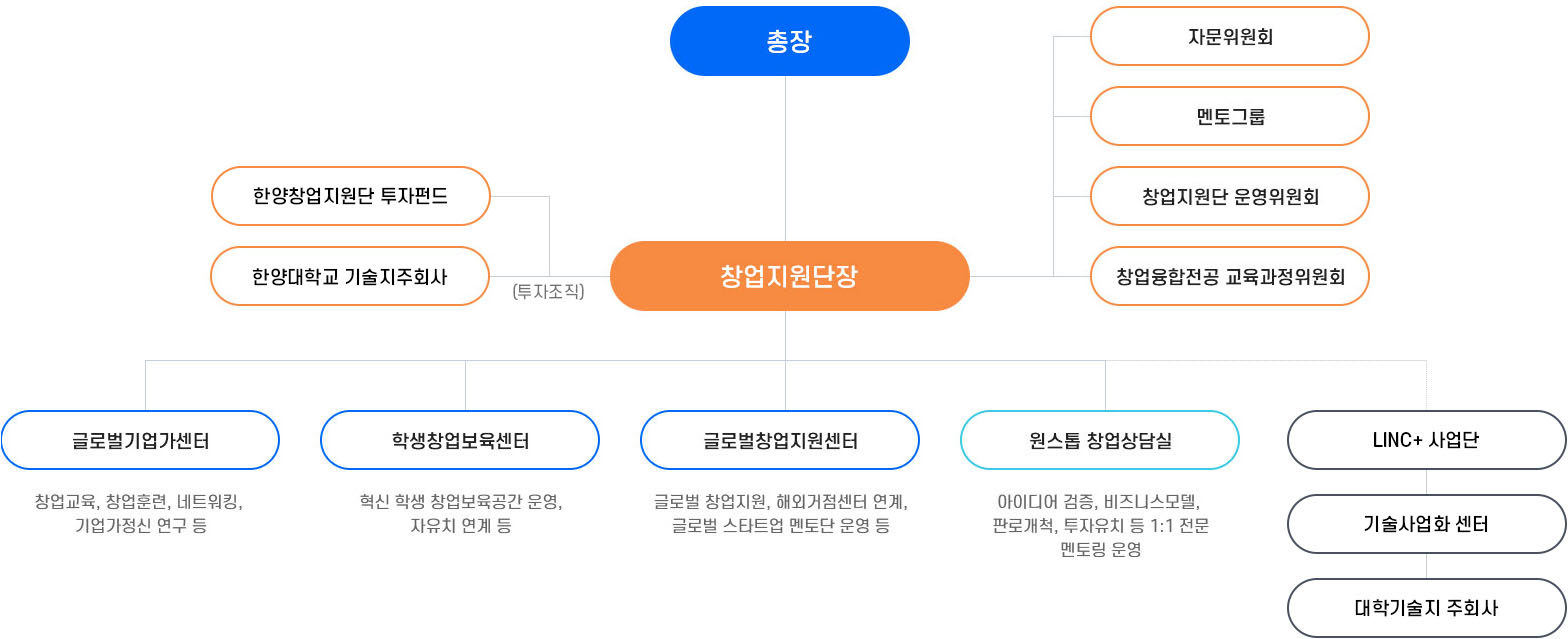 총장
자문위원회
멘토그룹
한양창업지원단 투자펀드
창업지원단 운영위원회
한양대학교 기술지주회사
(투자조직)
창업지원단장
창업융합전공 교육과정위원회
글로벌기업가센터
창업교육, 창업훈련, 네트워킹,
기업가정신 연구 등
학생창업보육센터
혁신 학생 창업보육공간 운영,
자유치 연계 등
글로벌창업지원센터
글로벌 창업지원, 해외거점센터 연계,
글로벌 스타트업 멘토단 운영 등
원스톱 창업상담실
아이디어 검증, 비즈니스모델,
판로개척, 투자유치 등 1:1 전문
멘토링 운영
LINC+ 사업단
기술사업화 센터
대학기술지 주회사